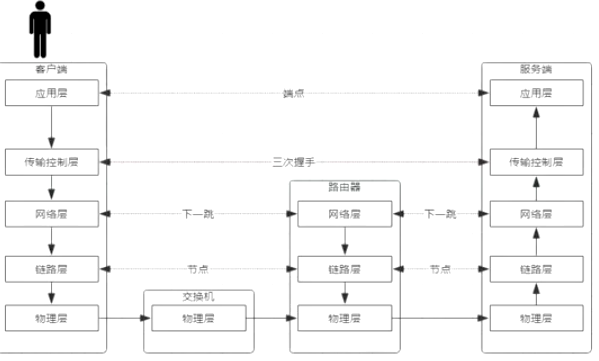 客户端
服务端
应用层
端点
应用层
传输控制层
三次握手
传输控制层
路由器
网络层
下一跳
网络层
下一跳
网络层
链路层
节点
链路层
节点
链路层
交换机
物理层
物理层
物理层
物理层